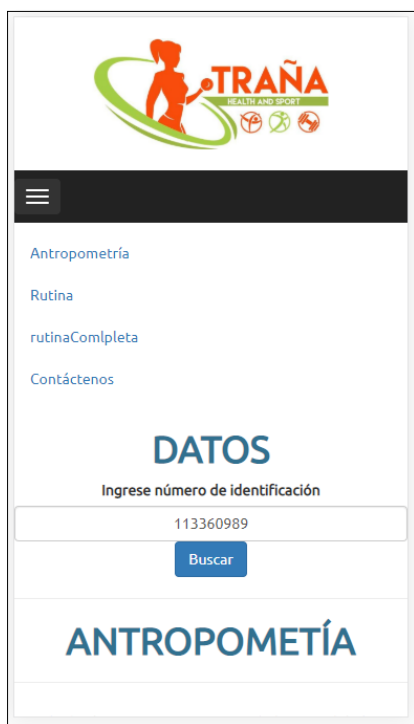 TRAÑA
HEALTH AND SPORT
Antropometría
Rutina
rutinaComlpleta
Contáctenos
DATOS
Ingrese número de identificación
113360989
Buscar
ANTROPOMETÍA